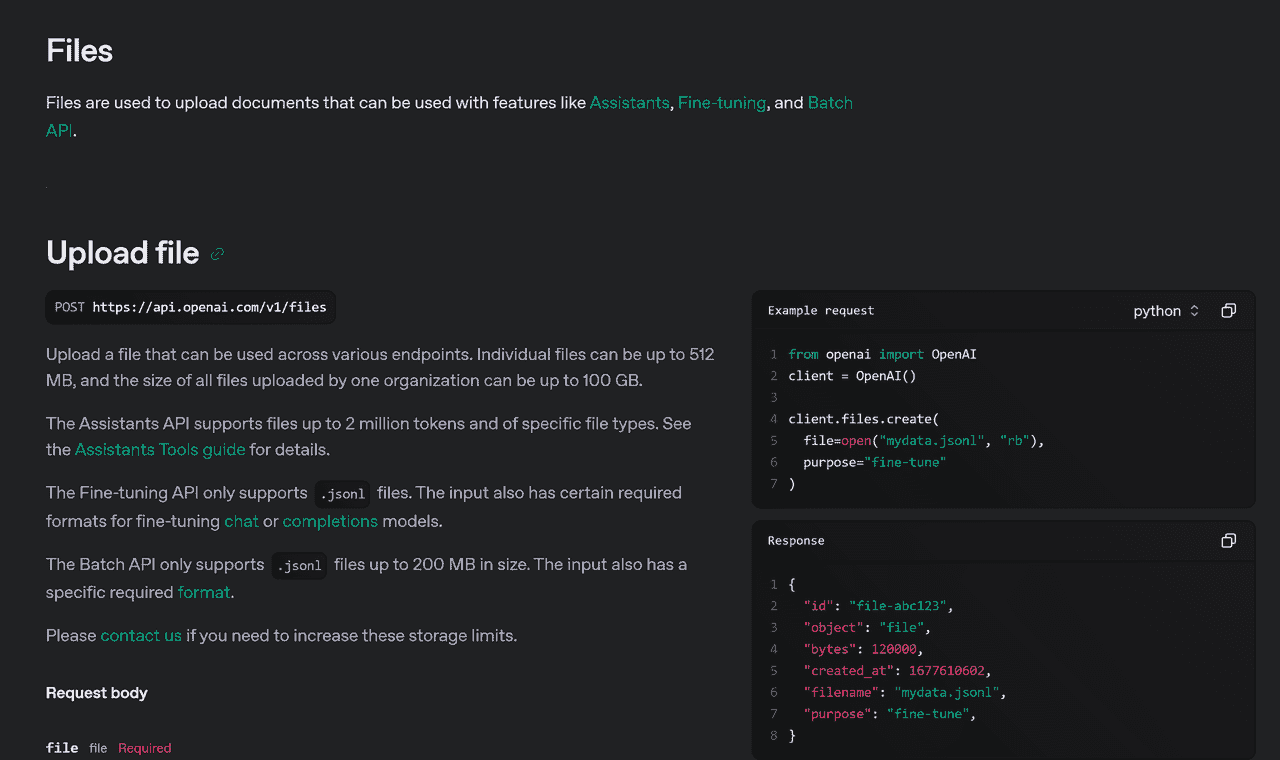 Files
Files are used to upload documents that can be used with features like Assistants, Fine-tuning, and Batch
API.
Upload file
POST https://api.openai.com/v1/files
Upload a file that can be used across various endpoints. Individual files can be up to 512
MB, and the size of all files uploaded by one organization can be up to 100 GB.
The Assistants API supports files up to 2 million tokens and of specific file types. See
the Assistants Tools guide for details.
The Fine-tuning API only supports .jsonl files. The input also has certain required
formats for fine-tuning chat or completions models.
The Batch API only supports .jsonl files up to 200 MB in size. The input also has a
specific required format.
Please contact us if you need to increase these storage limits.
Request body
file file Required
Example request python
1 from openai import OpenAI
2 client = OpenAI()
3
4 client.files.create(
5   file=open("mydata.jsonl", "rb"),
6   purpose="fine-tune"
7 )
Response
1 {
2   "id": "file-abc123",
3   "object": "file",
4   "bytes": 120000,
5   "created_at": 1677610602,
6   "filename": "mydata.jsonl",
7   "purpose": "fine-tune",
8 }